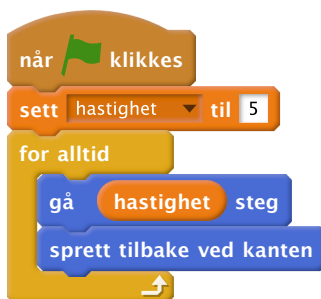 når klikkes
sett hastighet til 5
for alltid
gå hastighet steg
sprett tilbake ved kanten